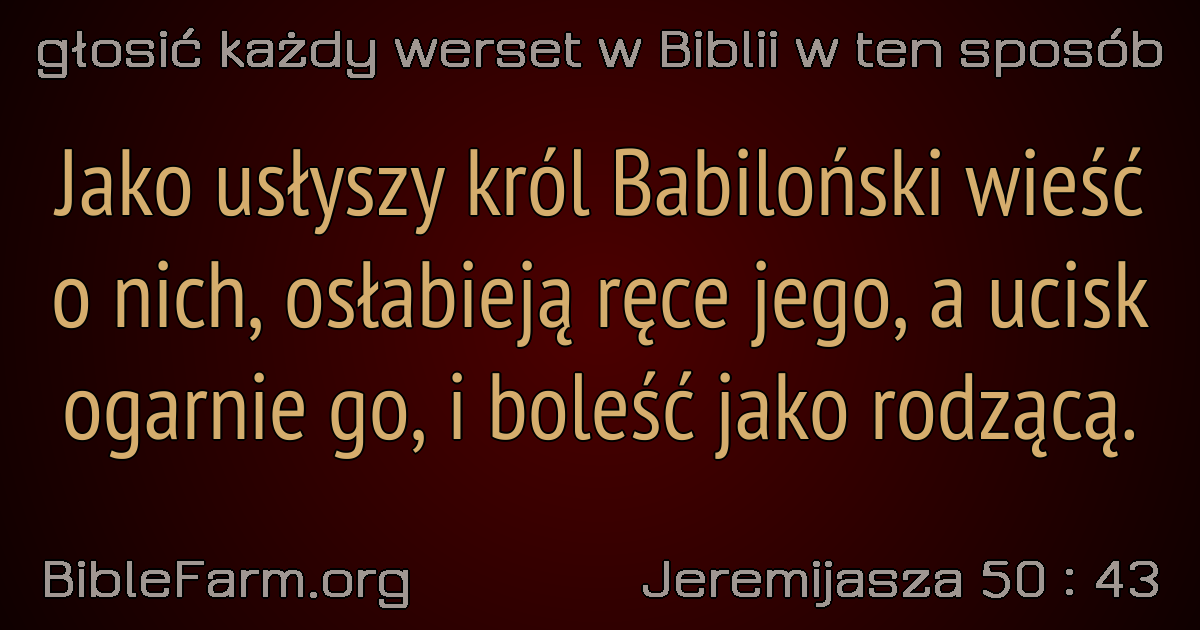 głosić każdy werset w Biblii w ten sposób
Jako usłyszy król Babiloński wieść
o nich, osłabieją ręce jego, a ucisk
ogarnie go, i boleść jako rodzącą.
BibleFarm.org
Jeremijasza 50 : 43